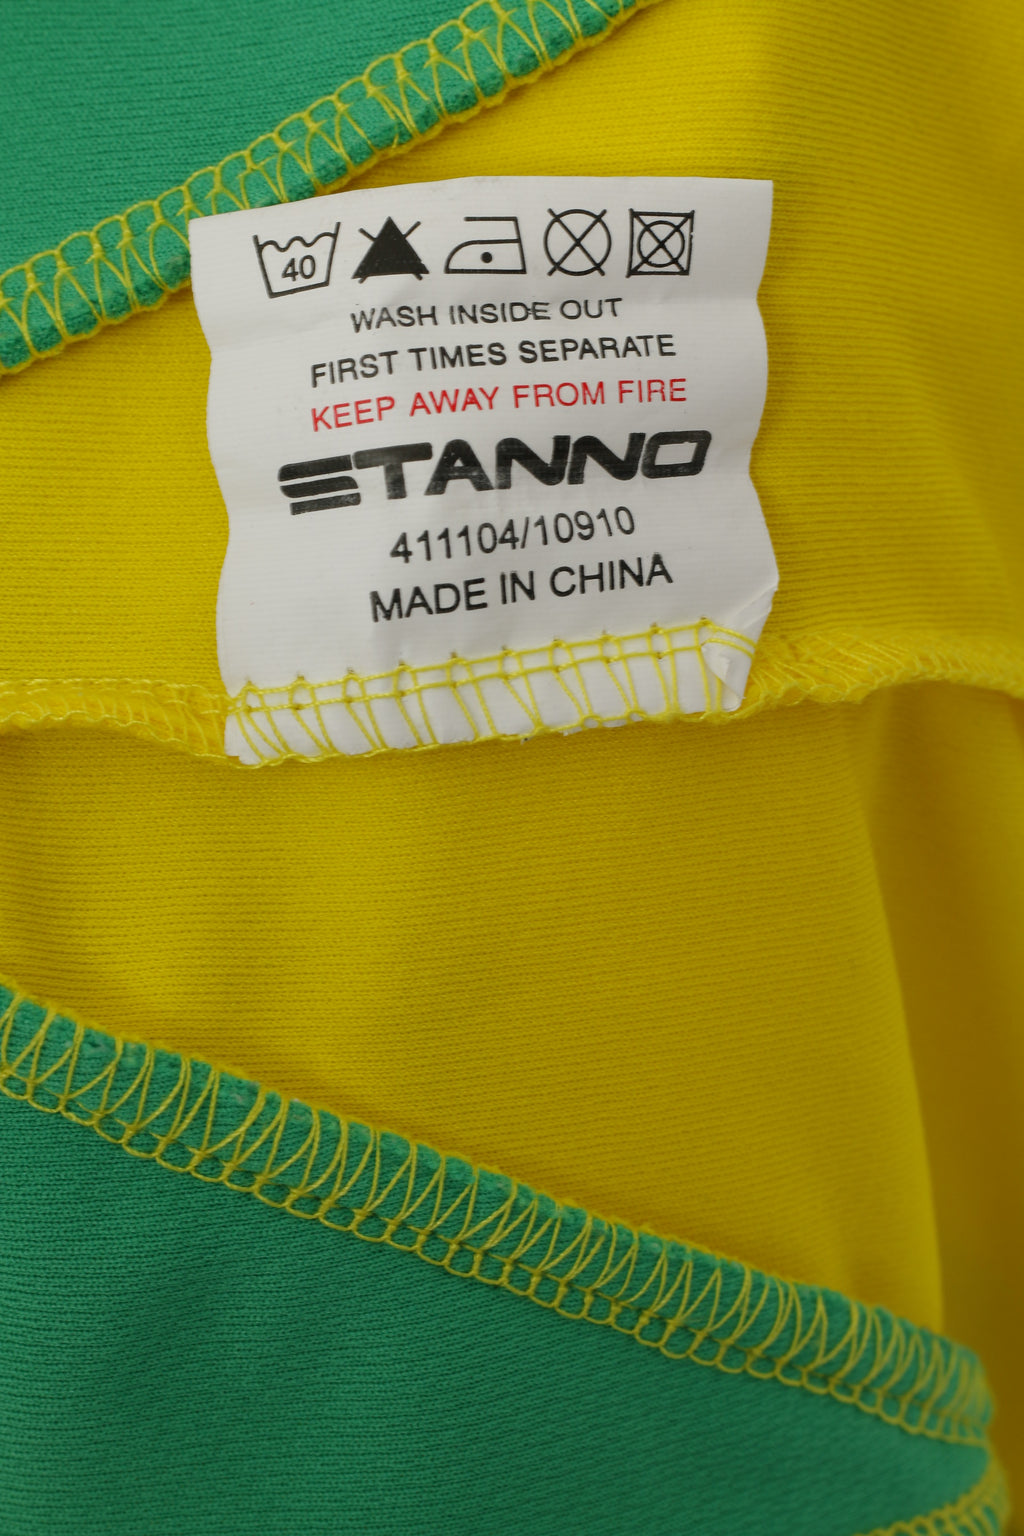 40
WASH INSIDE OUT
FIRST TIMES SEPARATE
KEEP AWAY FROM FIRE
STANNO
411104/10910
MADE IN CHINA